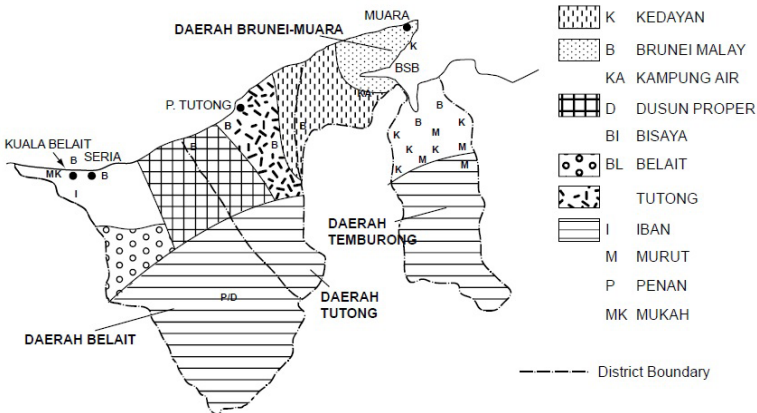 MUARA
DAERAH BRUNEI-MUARA
K
BSB
KA
P. TUTONG
B
B
B
B
B
KUALA BELAIT
B
SERIA
MK
B
I
B
K
B
M
K
K
K
M
M
K
M
DAERAH
TEMBURONG
P/D
DAERAH
TUTONG
DAERAH BELAIT
K KEDAYAN
B BRUNEI MALAY
KA KAMPUNG AIR
D DUSUN PROPER
BI BISAYA
BL BELAIT
TUTONG
I IBAN
M MURUT
P PENAN
MK MUKAH
District Boundary